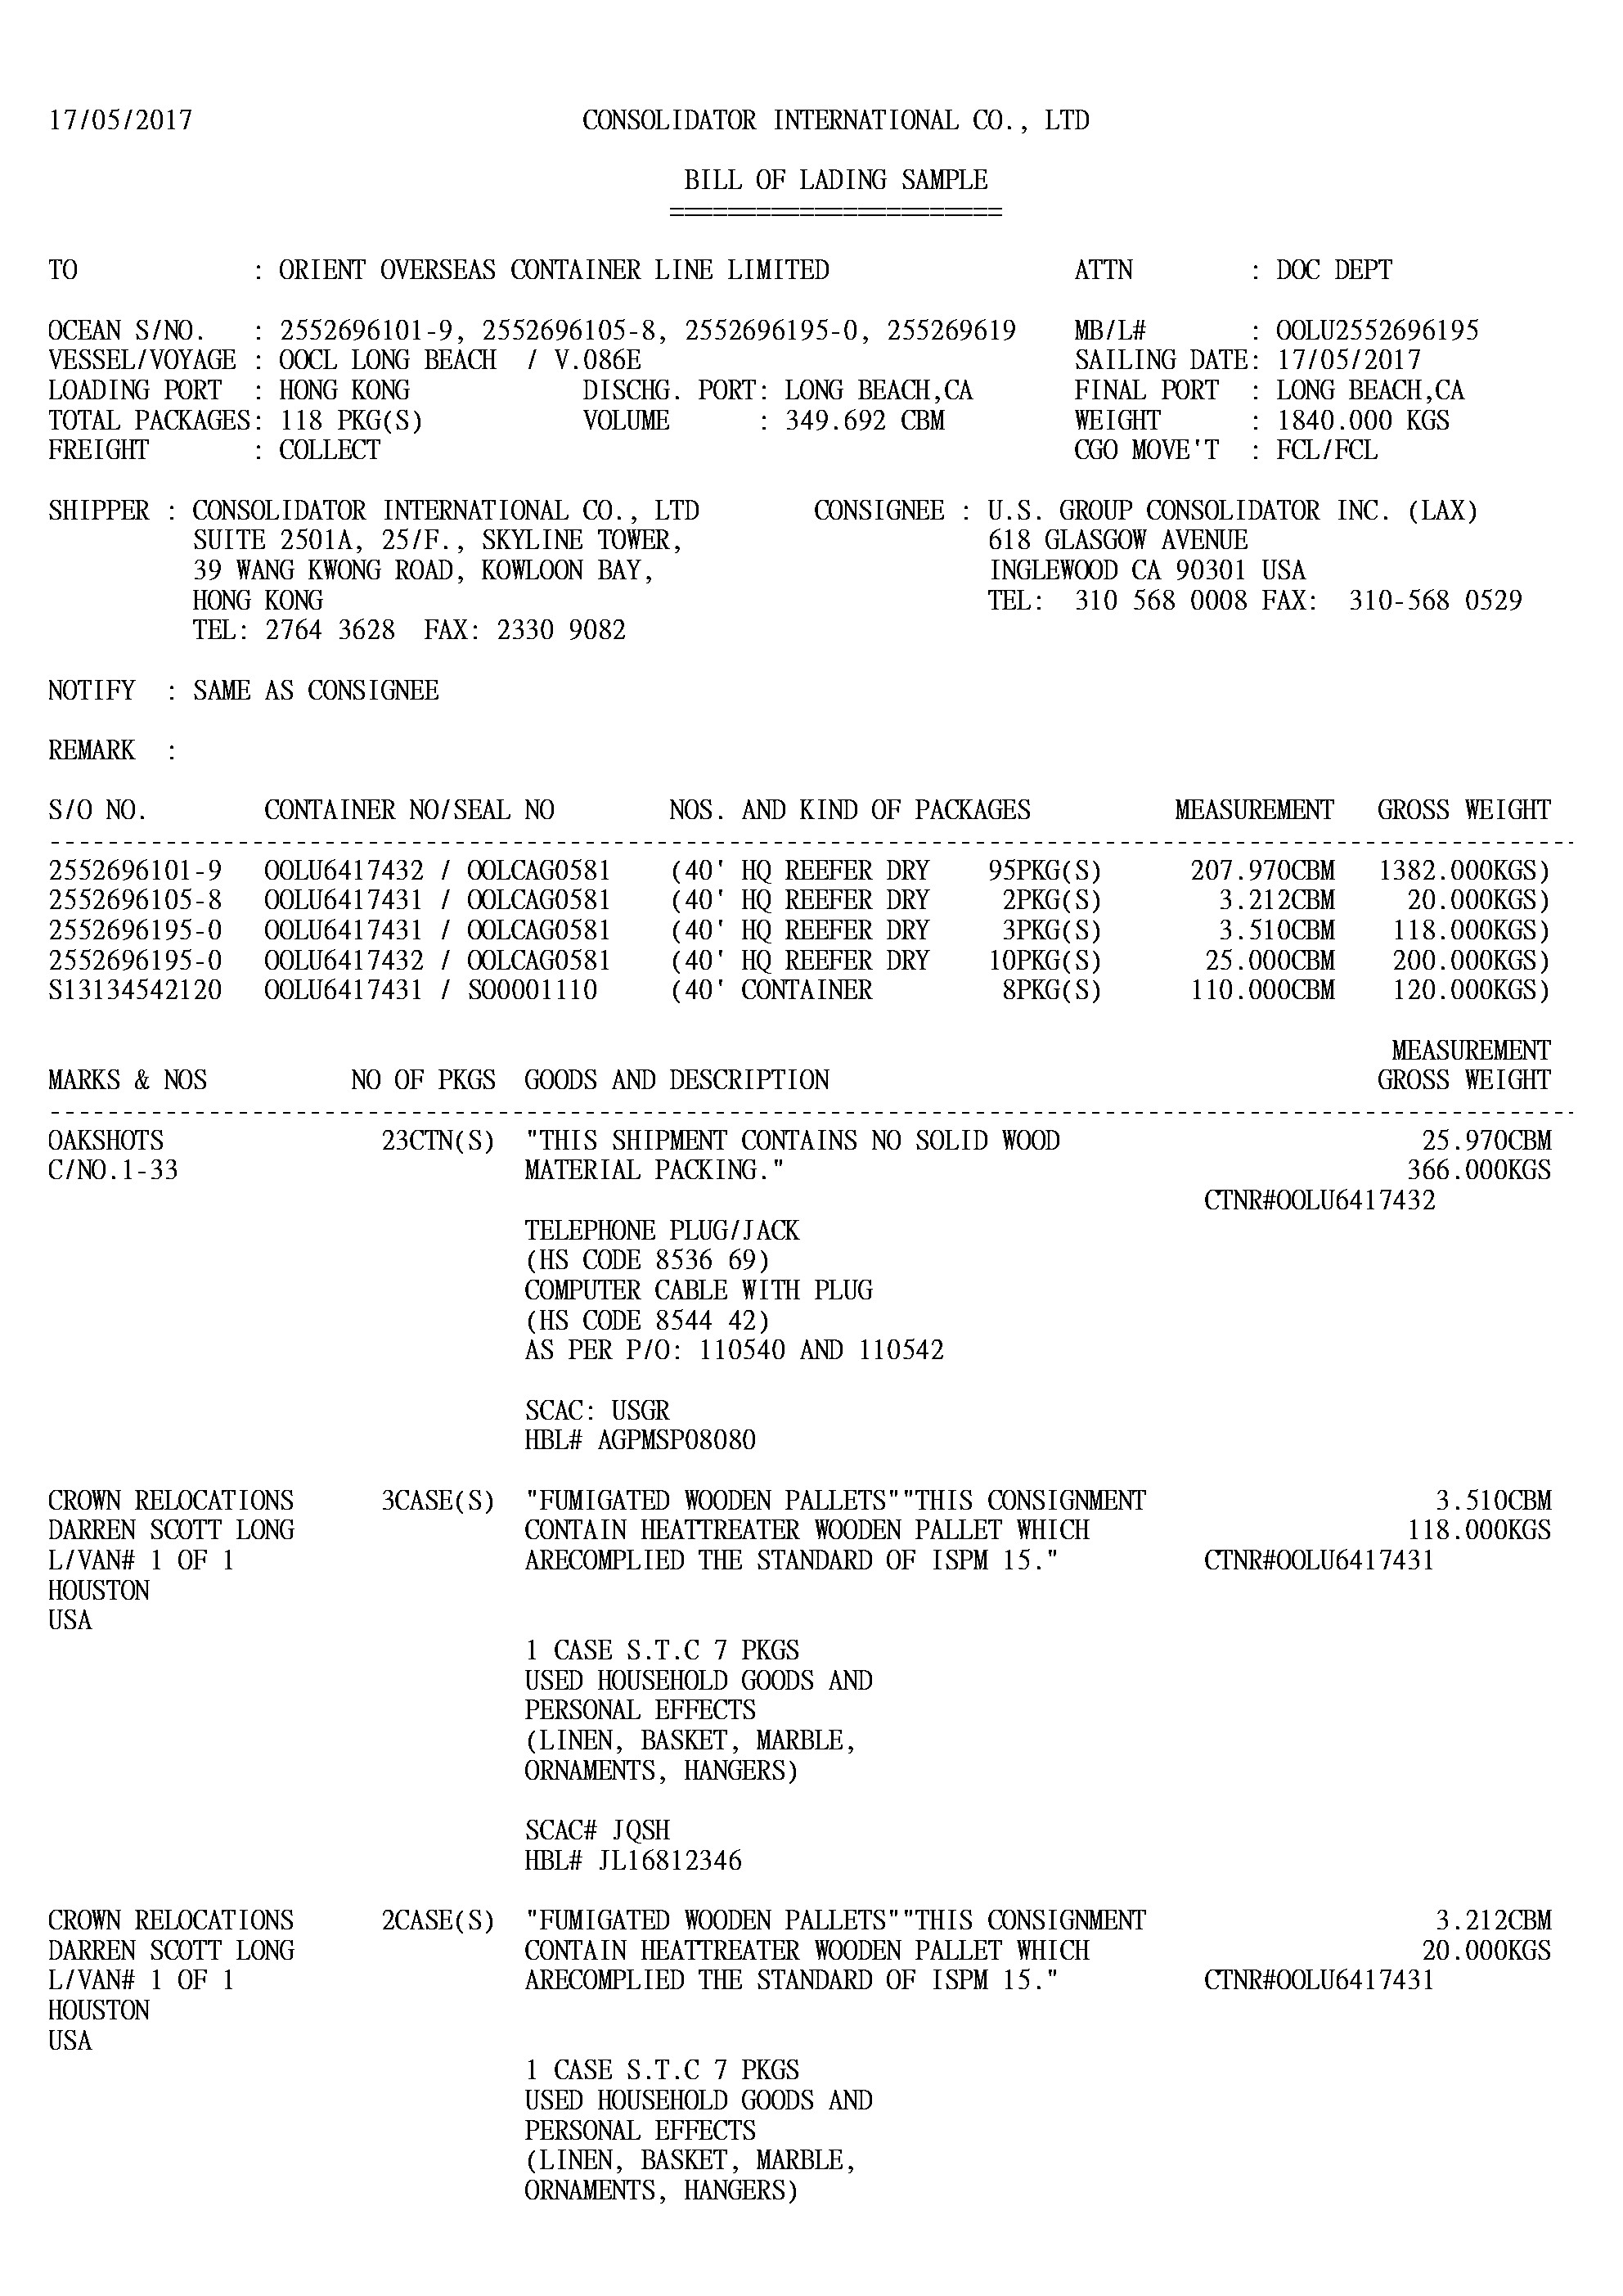 17/05/2017 CONSOLIDATOR INTERNATIONAL CO., LTD
BILL OF LADING SAMPLE
=======================
TO : ORIENT OVERSEAS CONTAINER LINE LIMITED ATTN : DOC DEPT
OCEAN S/NO. : 2552696101-9, 2552696105-8, 2552696195-0, 255269619 MB/L# : OOLU2552696195
VESSEL/VOYAGE : OOCL LONG BEACH / V.086E SAILING DATE: 17/05/2017
LOADING PORT : HONG KONG DISCHG. PORT: LONG BEACH,CA FINAL PORT : LONG BEACH,CA
TOTAL PACKAGES: 118 PKG(S) VOLUME : 349.692 CBM WEIGHT : 1840.000 KGS
FREIGHT : COLLECT CGO MOVE'T : FCL/FCL
SHIPPER : CONSOLIDATOR INTERNATIONAL CO., LTD CONSIGNEE : U.S. GROUP CONSOLIDATOR INC. (LAX)
SUITE 2501A, 25/F., SKYLINE TOWER, 618 GLASGOW AVENUE
39 WANG KWONG ROAD, KOWLOON BAY, INGLEWOOD CA 90301 USA
HONG KONG TEL: 310 568 0008 FAX: 310-568 0529
TEL: 2764 3628 FAX: 2330 9082
NOTIFY : SAME AS CONSIGNEE
REMARK :
S/O NO. CONTAINER NO/SEAL NO NOS. AND KIND OF PACKAGES MEASUREMENT GROSS WEIGHT
2552696101-9 OOLU6417432 / OOLCAG0581 (40' HQ REEFER DRY 95PKG(S) 207.970CBM 1382.000KGS)
2552696105-8 OOLU6417431 / OOLCAG0581 (40' HQ REEFER DRY 2PKG(S) 3.212CBM 20.000KGS)
2552696195-0 OOLU6417431 / OOLCAG0581 (40' HQ REEFER DRY 3PKG(S) 3.510CBM 118.000KGS)
2552696195-0 OOLU6417432 / OOLCAG0581 (40' HQ REEFER DRY 10PKG(S) 25.000CBM 200.000KGS)
S13134542120 OOLU6417431 / SO0001110 (40' CONTAINER 8PKG(S) 110.000CBM 120.000KGS)
MEASUREMENT
MARKS & NOS NO OF PKGS GOODS AND DESCRIPTION GROSS WEIGHT
OAKSHOTS 23CTN(S) "THIS SHIPMENT CONTAINS NO SOLID WOOD 25.970CBM
C/NO.1-33 MATERIAL PACKING." 366.000KGS
CTNR#OOLU6417432
TELEPHONE PLUG/JACK
(HS CODE 8536 69)
COMPUTER CABLE WITH PLUG
(HS CODE 8544 42)
AS PER P/O: 110540 AND 110542
SCAC: USGR
HBL# AGPMSP08080
CROWN RELOCATIONS 3CASE(S) "FUMIGATED WOODEN PALLETS""THIS CONSIGNMENT 3.510CBM
DARREN SCOTT LONG CONTAIN HEATTREATER WOODEN PALLET WHICH 118.000KGS
L/VAN# 1 OF 1 ARECOMPLIED THE STANDARD OF ISPM 15." CTNR#OOLU6417431
HOUSTON
USA
1 CASE S.T.C 7 PKGS
USED HOUSEHOLD GOODS AND
PERSONAL EFFECTS
(LINEN, BASKET, MARBLE,
ORNAMENTS, HANGERS)
SCAC# JQSH
HBL# JL16812346
CROWN RELOCATIONS 2CASE(S) "FUMIGATED WOODEN PALLETS""THIS CONSIGNMENT 3.212CBM
DARREN SCOTT LONG CONTAIN HEATTREATER WOODEN PALLET WHICH 20.000KGS
L/VAN# 1 OF 1 ARECOMPLIED THE STANDARD OF ISPM 15." CTNR#OOLU6417431
HOUSTON
USA
1 CASE S.T.C 7 PKGS
USED HOUSEHOLD GOODS AND
PERSONAL EFFECTS
(LINEN, BASKET, MARBLE,
ORNAMENTS, HANGERS)